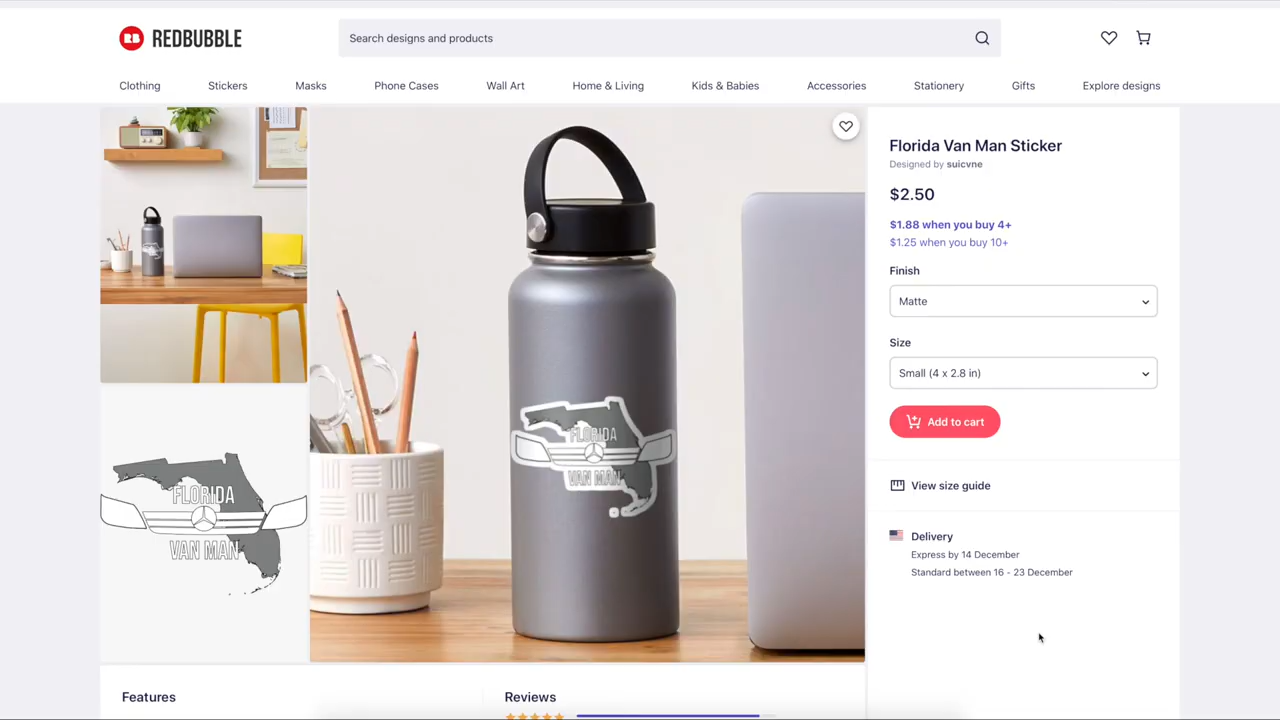 RB REDBUBBLE
Search designs and products
Clothing
Stickers
Masks
Phone Cases
Wall Art
Home & Living
Kids & Babies
Accessories
Stationery
Gifts
Explore designs
FLORIDA
VAN MAN
FLORIDA
VAN MAN
Florida Van Man Sticker
Designed by suicvne
$2.50
$1.88 when you buy 4+
$1.25 when you buy 10+
Finish
Matte
Size
Small (4 x 2.8 in)
Add to cart
View size guide
Delivery
Express by 14 December
Standard between 16 - 23 December
Features
Reviews